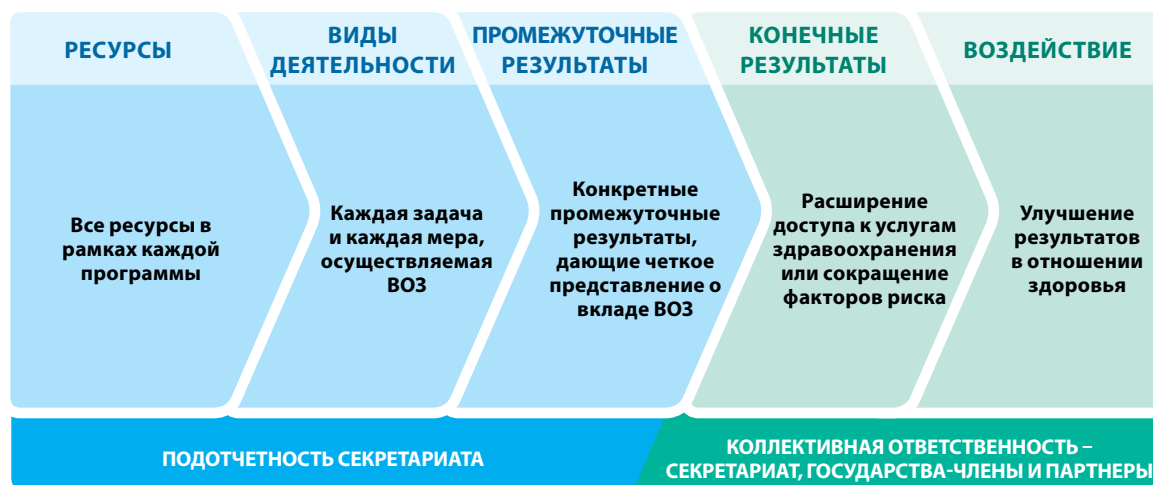 РЕСУРСЫ
ВИДЫ
ДЕЯТЕЛЬНОСТИ
ПРОМЕЖУТОЧНЫЕ
РЕЗУЛЬТАТЫ
КОНЕЧНЫЕ
РЕЗУЛЬТАТЫ
ВОЗДЕЙСТВИЕ
Все ресурсы в
рамках каждой
программы
Каждая задача
и каждая мера,
осуществляемая
ВОЗ
Конкретные
промежуточные
результаты,
дающие четкое
представление о
вкладе ВОЗ
Расширение
доступа к услугам
здравоохранения
или сокращение
факторов риска
Улучшение
результатов
в отношении
здоровья
ПОДОТЧЕТНОСТЬ СЕКРЕТАРИАТА
КОЛЛЕКТИВНАЯ ОТВЕТСТВЕННОСТЬ –
СЕКРЕТАРИАТ, ГОСУДАРСТВА-ЧЛЕНЫ И ПАРТНЕРЫ